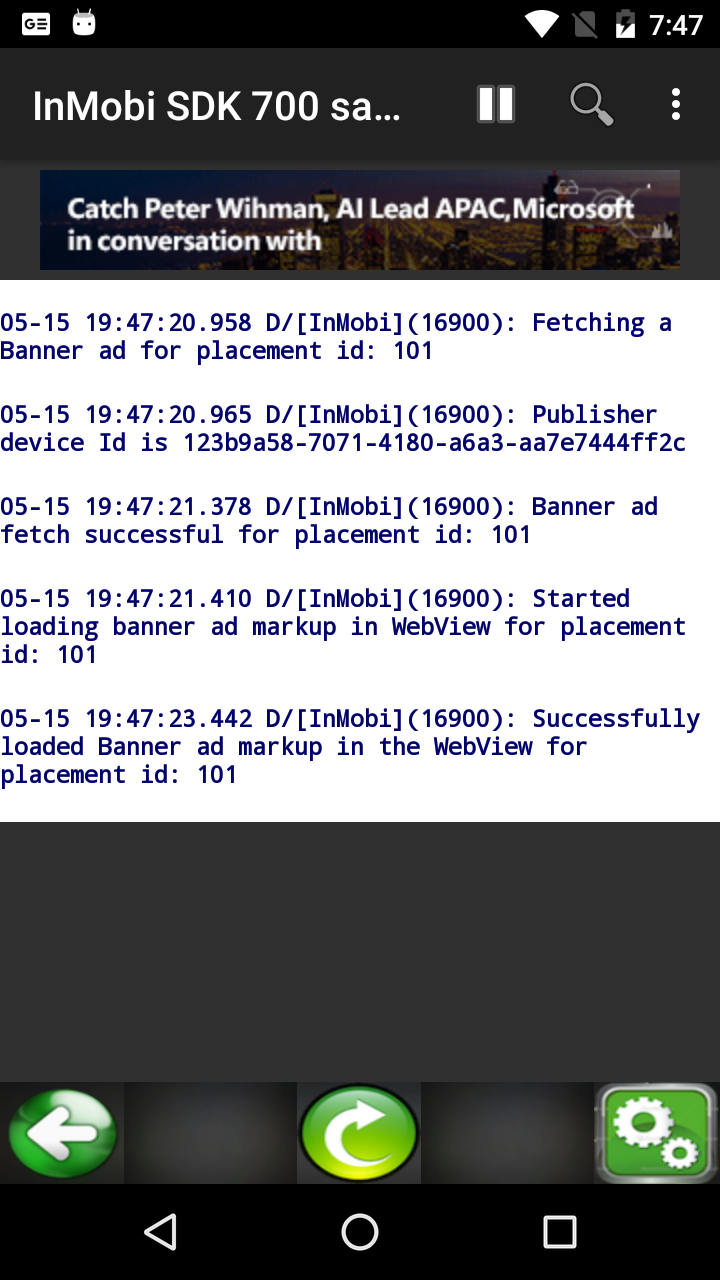 GE
7:47
InMobi SDK 700 sa...
Catch Peter Wihman, AI Lead APAC,Microsoft
in conversation with
05-15 19:47:20.958 D/[InMobi](16900): Fetching a
Banner ad for placement id: 101
05-15 19:47:20.965 D/[InMobi](16900): Publisher
device Id is 123b9a58-7071-4180-a6a3-aa7e7444ff2c
05-15 19:47:21.378 D/[InMobi](16900): Banner ad
fetch successful for placement id: 101
05-15 19:47:21.410 D/[InMobi](16900): Started
loading banner ad markup in WebView for placement
id: 101
05-15 19:47:23.442 D/[InMobi](16900): Successfully
loaded Banner ad markup in the WebView for
placement id: 101